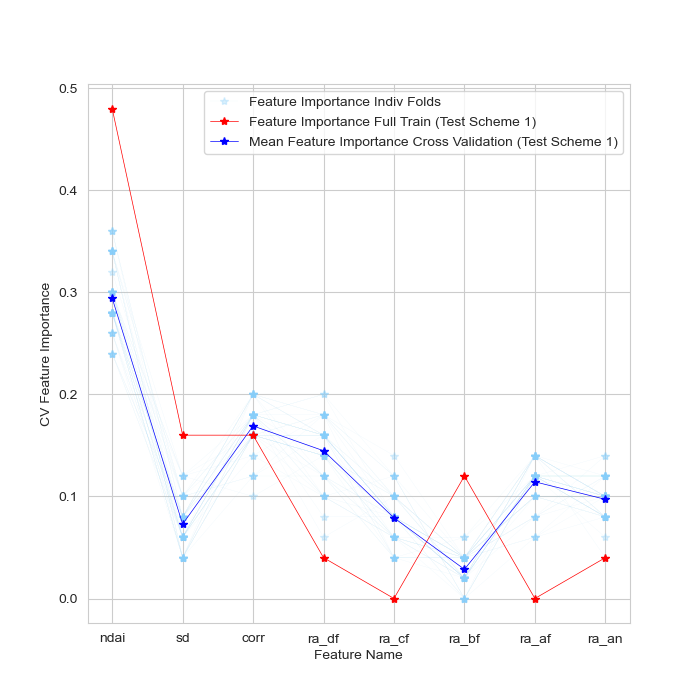 Feature Importance Indiv Folds
Feature Importance Full Train (Test Scheme 1)
Mean Feature Importance Cross Validation (Test Scheme 1)
CV Feature Importance
0.5
0.4
0.3
0.2
0.1
0.0
ndai sd corr ra_df ra_cf ra_bf ra_af ra_an
Feature Name